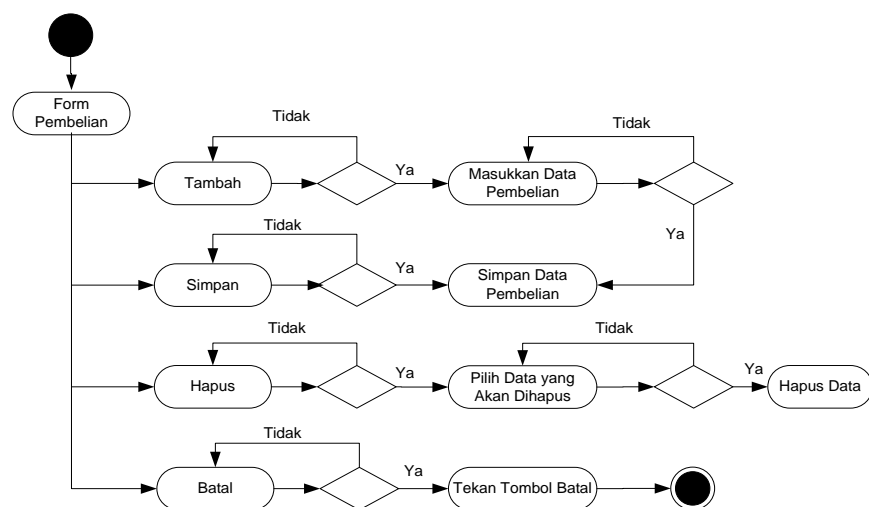 Form
Pembelian
Tidak
Tidak
Tambah
Ya
Masukkan Data
Pembelian
Ya
Tidak
Simpan
Ya
Simpan Data
Pembelian
Tidak
Tidak
Hapus
Ya
Pilih Data yang
Akan Dihapus
Ya
Hapus Data
Tidak
Batal
Ya
Tekan Tombol Batal